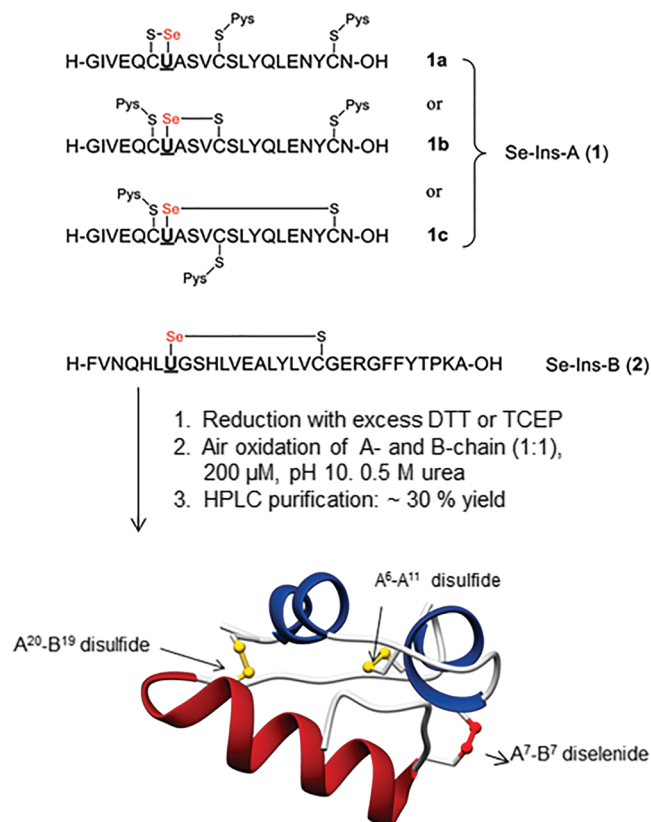 Pys Pys
S-Se S S
H-GIVEQCUASVCSLYQLENYCN-OH 1a
or
Pys Pys
S Se S S
H-GIVEQCUASVCSLYQLENYCN-OH 1b
or
Pys
S Se S
H-GIVEQCUASVCSLYQLENYCN-OH 1c
S
Pys
Se-Ins-A (1)
Se S
H-FVNQHLUGSHLVEALYLVCGERGFFYTPKA-OH Se-Ins-B (2)
1. Reduction with excess DTT or TCEP
2. Air oxidation of A- and B-chain (1:1),
200 µM, pH 10. 0.5 M urea
3. HPLC purification: ~ 30 % yield
A⁶-A¹¹ disulfide
A²⁰-B¹⁹ disulfide
A⁷-B⁷ diselenide